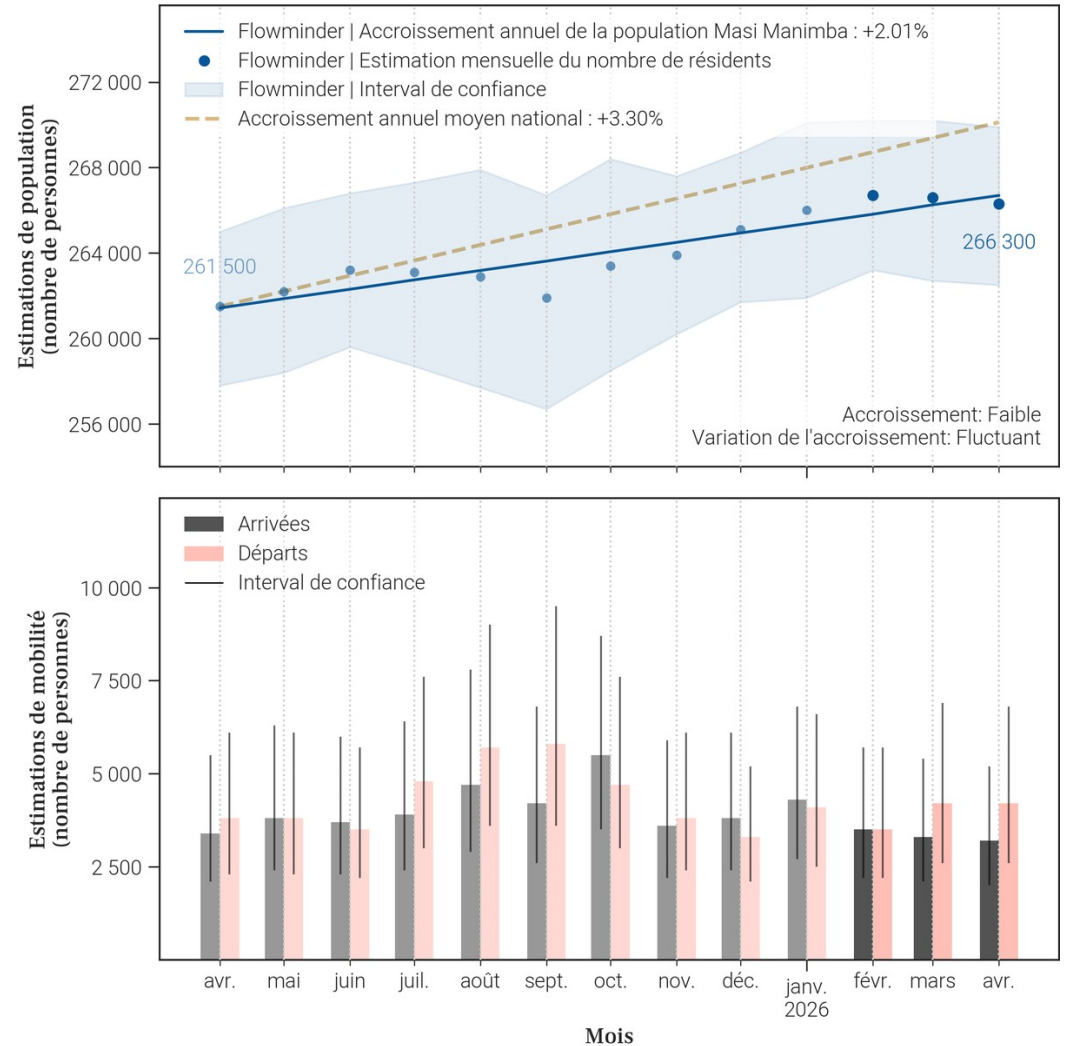 Flowminder | Accroissement annuel de la population Masi Manimba : +2.01%
Flowminder | Estimation mensuelle du nombre de résidents
Flowminder | Interval de confiance
Accroissement annuel moyen national : +3.30%
Estimations de population
(nombre de personnes)
272 000
268 000
264 000
260 000
256 000
261 500
266 300
Accroissement: Faible
Variation de l'accroissement: Fluctuant
Arrivées
Départs
Interval de confiance
Estimations de mobilité
(nombre de personnes)
10 000
7 500
5 000
2 500
avr. mai juin juil. août sept. oct. nov. déc. janv. févr. mars avr.
2026
Mois